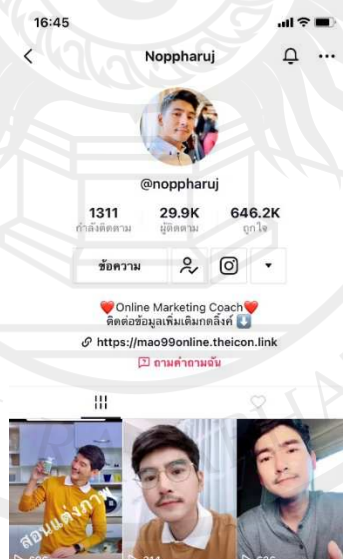 16:45
Noppharuj
@noppharuj
1311 29.9K 646.2K
กำลังติดตาม ผู้ติดตาม ถูกใจ
ข้อความ
❤️Online Marketing Coach❤️
ติดต่อข้อมูลเพิ่มเติมกดลิ้งค์ ⬇️
https://mao99online.theicon.link
ถามคำถามฉัน
สอนแต่งภาพ